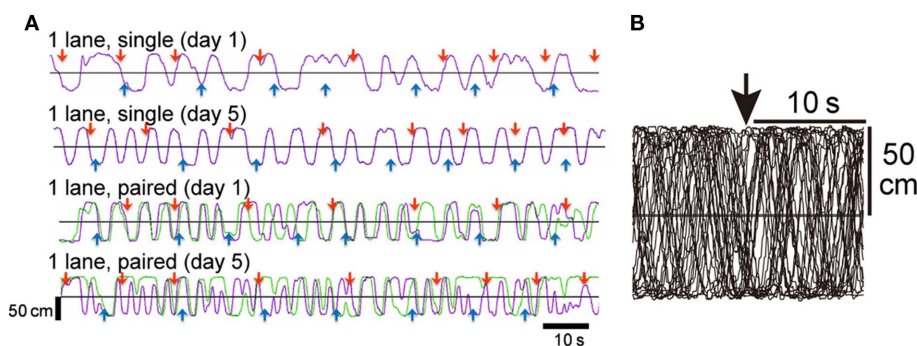 A
1 lane, single (day 1)
1 lane, single (day 5)
1 lane, paired (day 1)
1 lane, paired (day 5)
50 cm
10 s
B
10 s
50
cm